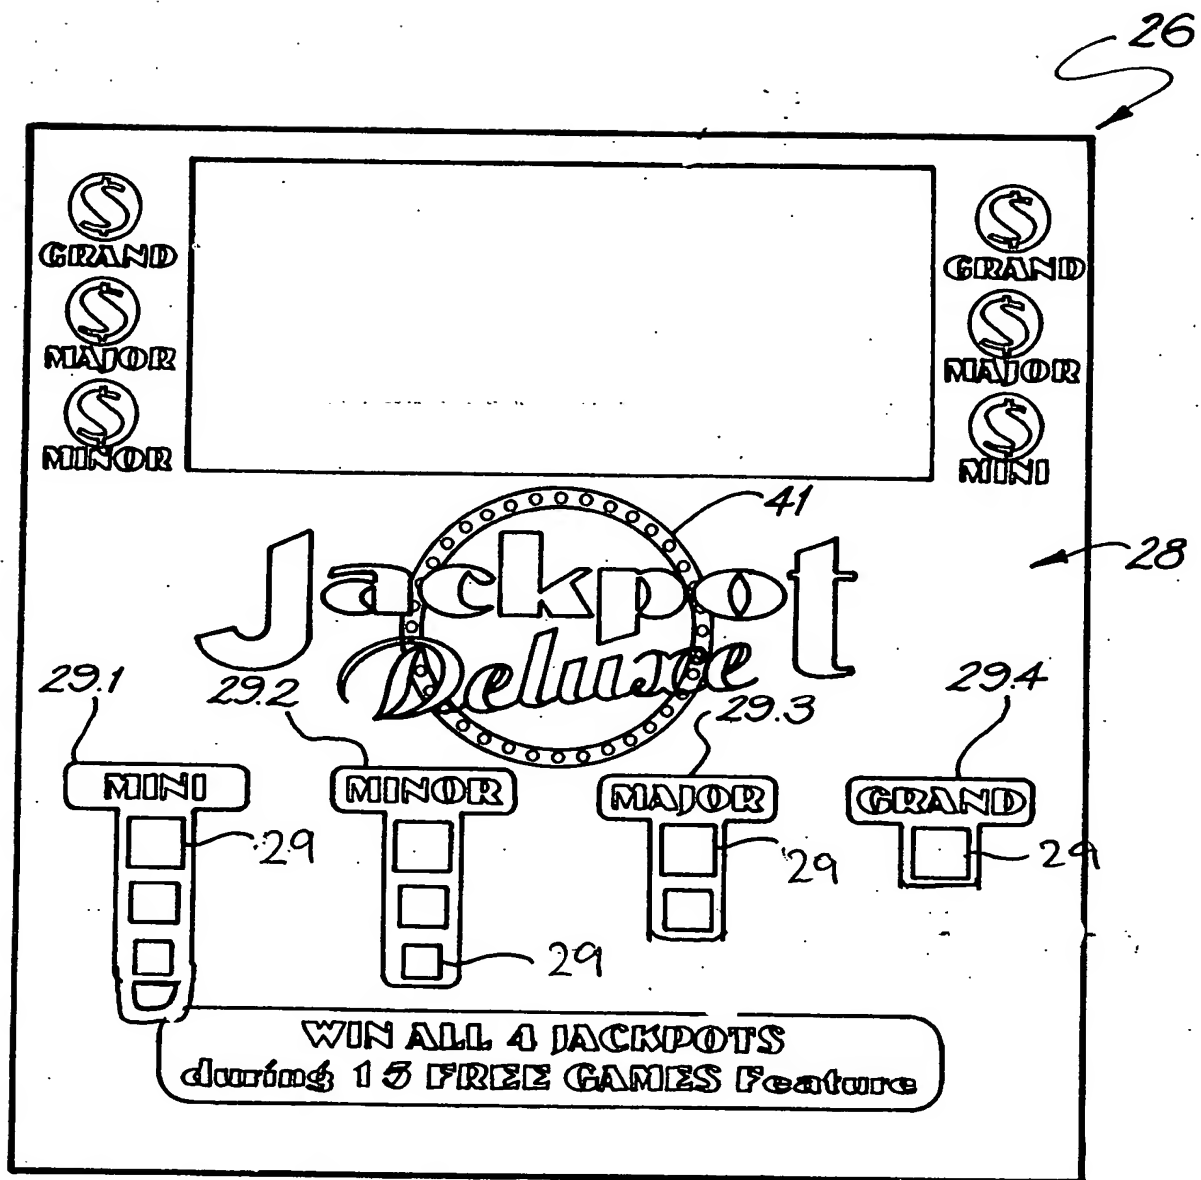 26
$
GRAND
$
MAJOR
$
MINOR
$
GRAND
$
MAJOR
$
MINI
41
28
Jackpot
Deluxe
29.1
29.2
29.3
29.4
MINI
MINOR
MAJOR
GRAND
29
29
29
29
WIN ALL 4 JACKPOTS
during 15 FREE GAMES Feature